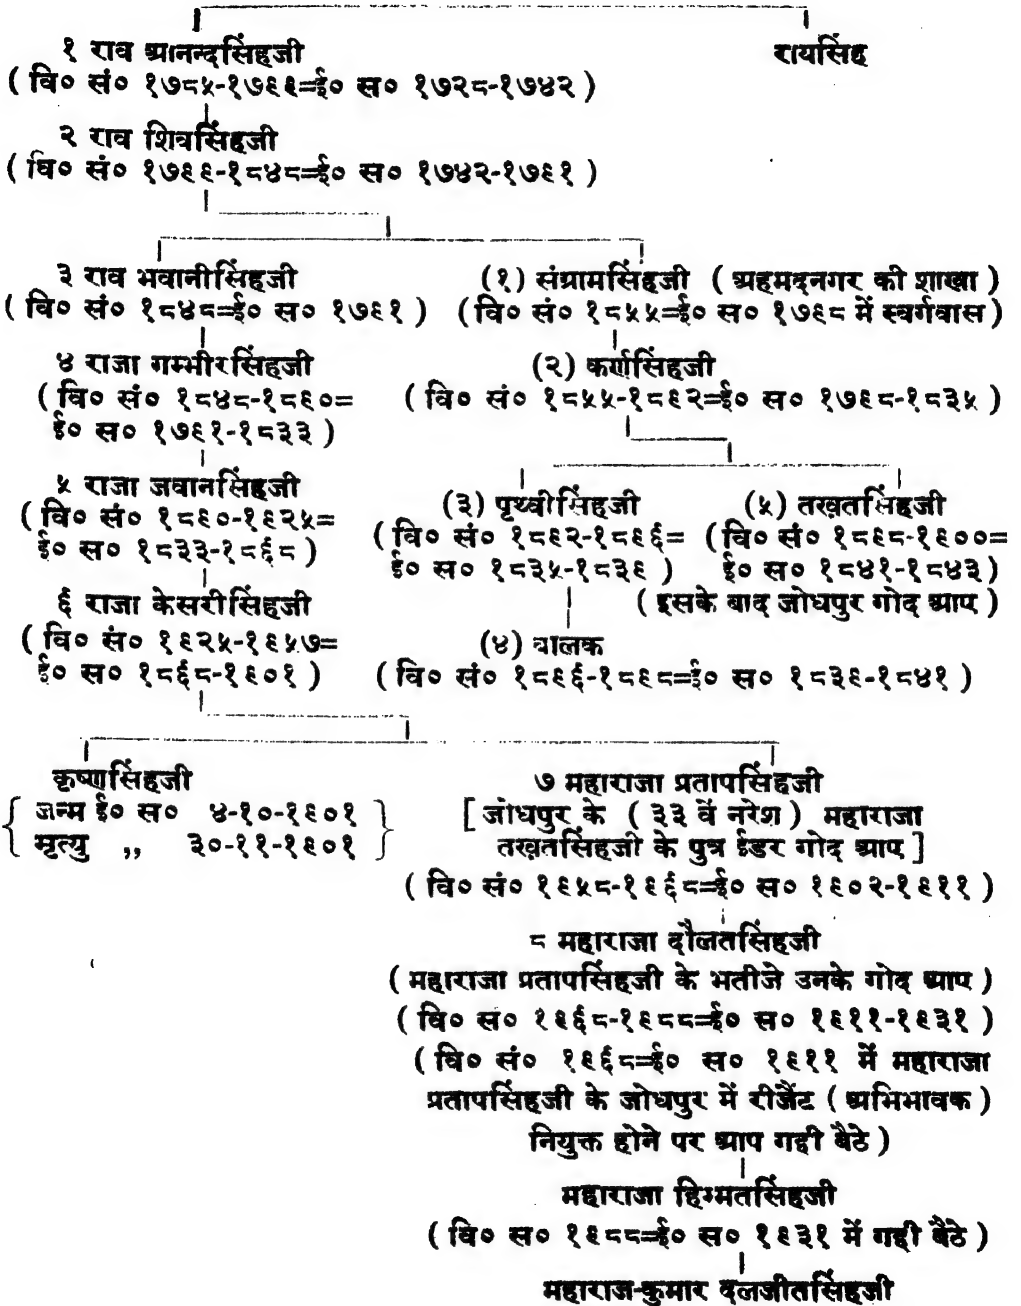 १ राव आनन्दसिंहजी
रायसिंह
( वि० सं० १७८५-१७९९=ई० स० १७२८-१७४२ )
२ राव शिवसिंहजी
( वि० सं० १७९९-१८४८=ई० स० १७४२-१७९१ )
३ राव भवानीसिंहजी
( वि० सं० १८४८=ई० स० १७९१ )
(१) संग्रामसिंहजी ( अहमदनगर की शाखा )
(वि० सं० १८५५=ई० स० १७९८ में स्वर्गवास)
४ राजा गम्भीरसिंहजी
( वि० सं० १८४८-१८९०=
ई० स० १७९१-१८३३ )
(२) कर्णसिंहजी
( वि० सं० १८५५-१८९२=ई० स० १७९८-१८३५ )
५ राजा जवानसिंहजी
( वि० सं० १८९०-१९२५=
ई० स० १८३३-१८६८ )
(३) पृथ्वीसिंहजी
(वि० सं० १८९२-१८९६=
ई० स० १८३५-१८३९ )
(५) तखतसिंहजी
(वि० सं० १८९८-१९००=
ई० स० १८४१-१८४३)
( इसके बाद जोधपुर गोद आए )
६ राजा केसरीसिंहजी
( वि० सं० १९२५-१९५७=
ई० स० १८६८-१९०१ )
(४) बालक
( वि० सं० १८९६-१८९८=ई० स० १८३९-१८४१ )
कृष्णसिंहजी
{ जन्म ई० स० ४-१०-१९०१ }
{ मृत्यु ,, ३०-११-१९०१ }
७ महाराजा प्रतापसिंहजी
[ जोधपुर के ( ३३ वें नरेश ) महाराजा
तख़तसिंहजी के पुत्र ईडर गोद आए ]
( वि० सं० १९५८-१९६८=ई० स० १९०२-१९११ )
८ महाराजा दौलतसिंहजी
( महाराजा प्रतापसिंहजी के भतीजे उनके गोद आए )
( वि० स० १९६८-१९८८=ई० स० १९११-१९३१ )
( वि० सं० १९६८=ई० स० १९११ में महाराजा
प्रतापसिंहजी के जोधपुर में रीजैंट ( अभिभावक )
नियुक्त होने पर आप गद्दी बैठे )
महाराजा हिम्मतसिंहजी
( वि० स० १९८८=ई० स० १९३१ में गद्दी बैठे )
महाराज-कुमार दलजीतसिंहजी